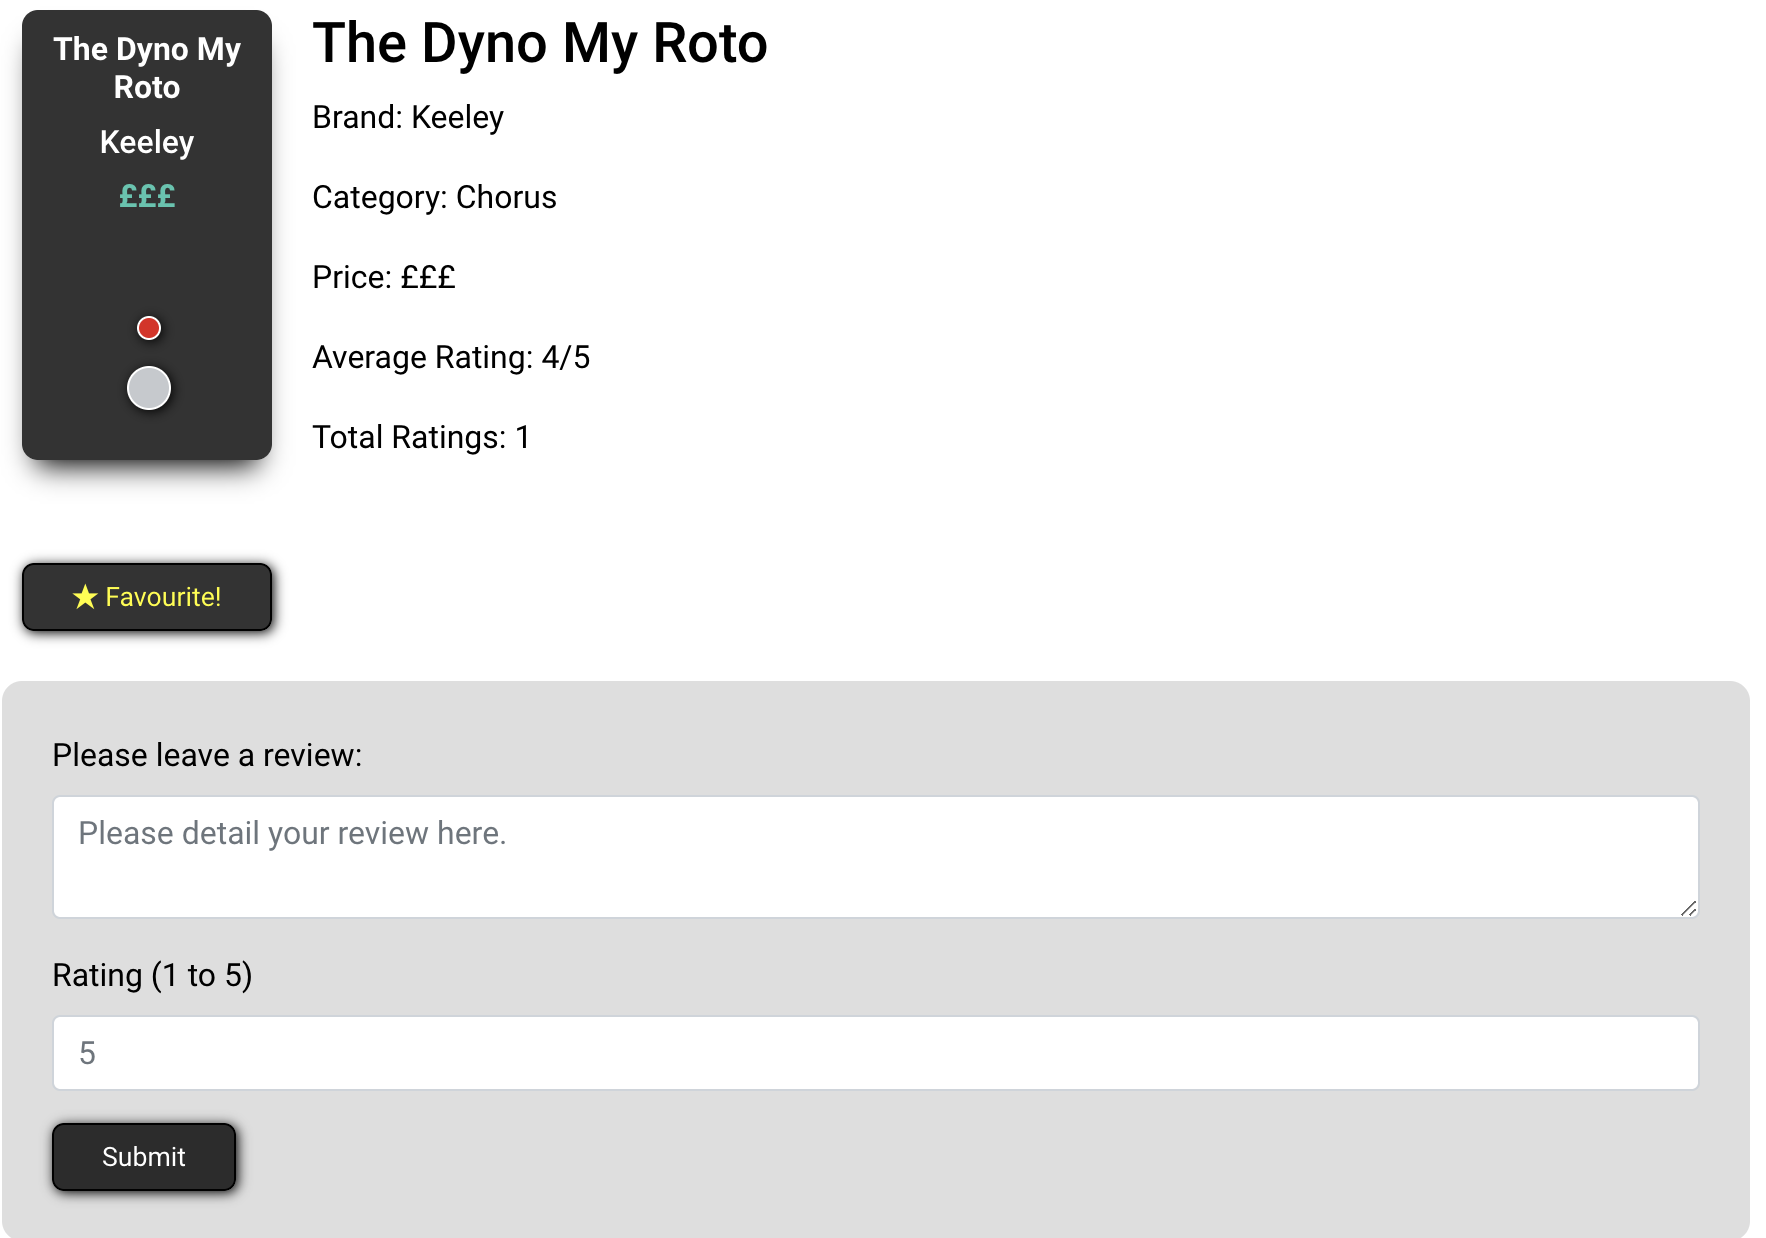 The Dyno My
Roto
Keeley
£££
The Dyno My Roto
Brand: Keeley
Category: Chorus
Price: £££
Average Rating: 4/5
Total Ratings: 1
★ Favourite!
Please leave a review:
Please detail your review here.
Rating (1 to 5)
5
Submit